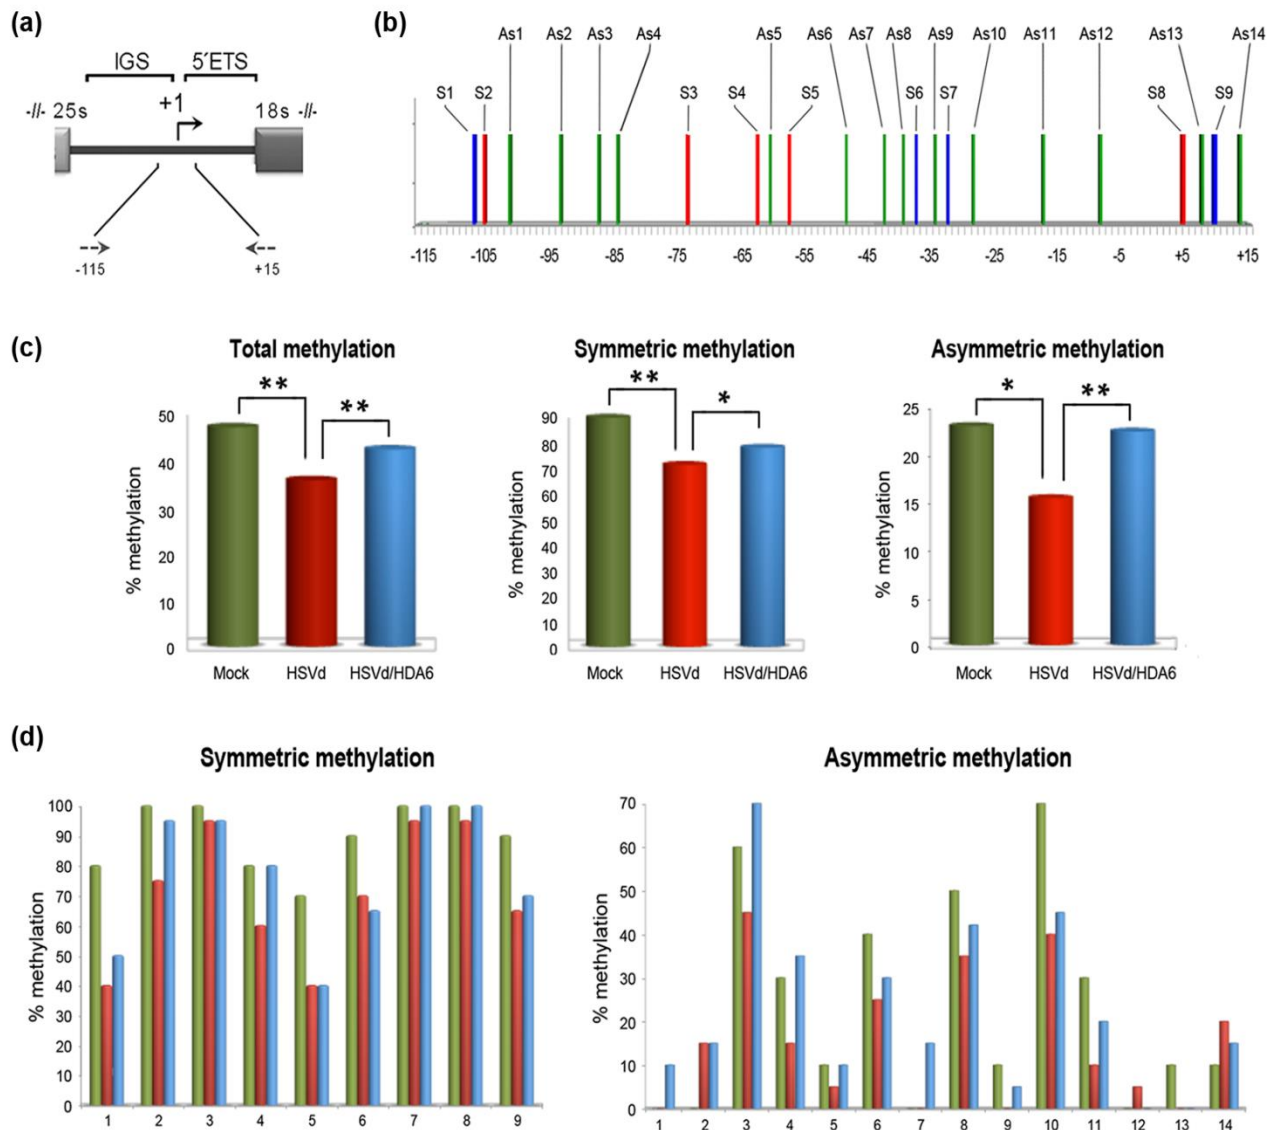 (a)
IGS 5′ETS
+1
-//- 25s 18s -//-
-115 +15
(b)
As1 As2 As3 As4 As5 As6 As7 As8 As9 As10 As11 As12 As13 As14
S1 S2 S3 S4 S5 S6 S7 S8 S9
-115 -105 -95 -85 -75 -65 -55 -45 -35 -25 -15 -5 +5 +15
(c)
Total methylation
% methylation
50
40
30
20
10
0
** **
Mock HSVd HSVd/HDA6
Symmetric methylation
% methylation
90
80
70
60
50
40
30
20
10
0
** *
Mock HSVd HSVd/HDA6
Asymmetric methylation
% methylation
25
20
15
10
5
0
* **
Mock HSVd HSVd/HDA6
(d)
Symmetric methylation
% methylation
100
90
80
70
60
50
40
30
20
10
0
1 2 3 4 5 6 7 8 9
Asymmetric methylation
% methylation
70
60
50
40
30
20
10
0
1 2 3 4 5 6 7 8 9 10 11 12 13 14